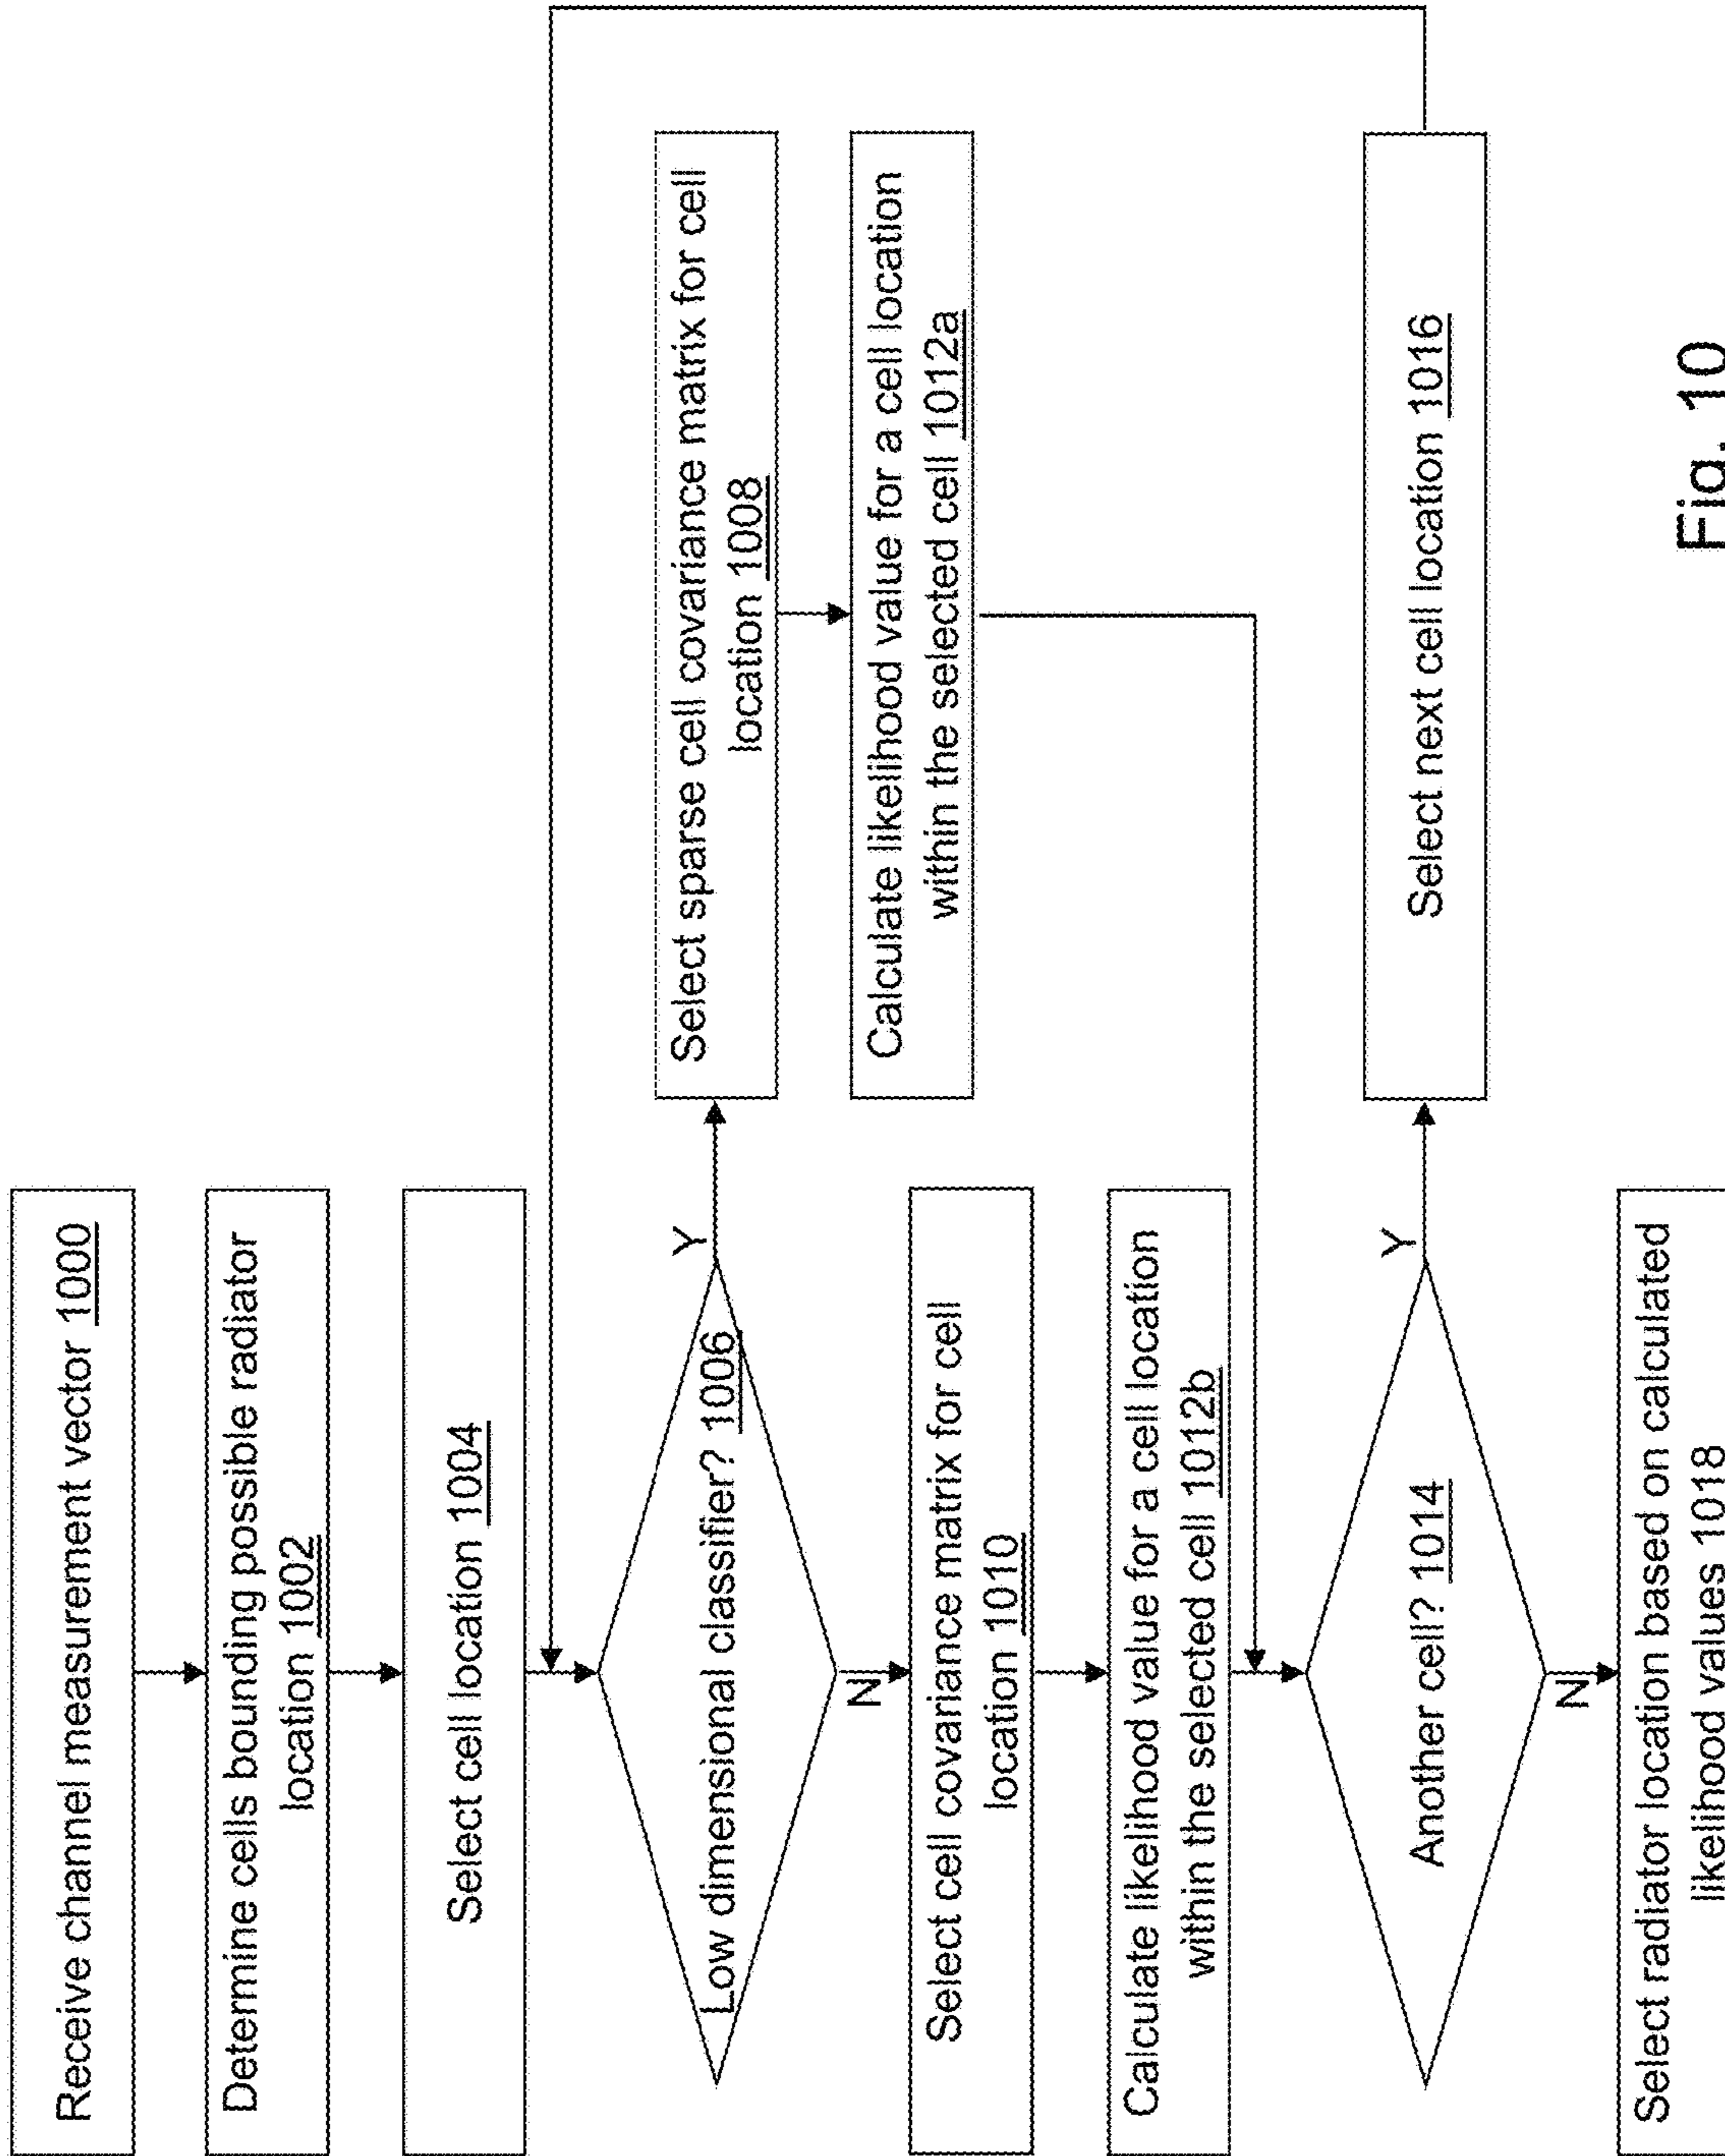 Receive channel measurement vector 1000
Determine cells bounding possible radiator
location 1002
Select cell location 1004
Low dimensional classifier? 1006
Y
N
Select sparse cell covariance matrix for cell
location 1008
Calculate likelihood value for a cell location
within the selected cell 1012a
Select cell covariance matrix for cell
location 1010
Calculate likelihood value for a cell location
within the selected cell 1012b
Another cell? 1014
Y
N
Select next cell location 1016
Select radiator location based on calculated
likelihood values 1018
Fig. 10